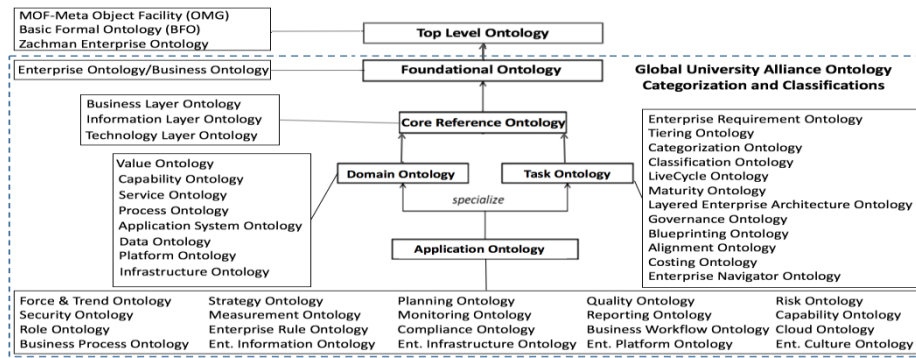 MOF-Meta Object Facility (OMG)
Basic Formal Ontology (BFO)
Zachman Enterprise Ontology
Top Level Ontology
Enterprise Ontology/Business Ontology
Foundational Ontology
Global University Alliance Ontology
Categorization and Classifications
Business Layer Ontology
Information Layer Ontology
Technology Layer Ontology
Core Reference Ontology
Enterprise Requirement Ontology
Tiering Ontology
Categorization Ontology
Classification Ontology
LiveCycle Ontology
Maturity Ontology
Layered Enterprise Architecture Ontology
Governance Ontology
Blueprinting Ontology
Alignment Ontology
Costing Ontology
Enterprise Navigator Ontology
Value Ontology
Capability Ontology
Service Ontology
Process Ontology
Application System Ontology
Data Ontology
Platform Ontology
Infrastructure Ontology
Domain Ontology
Task Ontology
specialize
Application Ontology
Force & Trend Ontology Strategy Ontology Planning Ontology Quality Ontology Risk Ontology
Security Ontology Measurement Ontology Monitoring Ontology Reporting Ontology Capability Ontology
Role Ontology Enterprise Rule Ontology Compliance Ontology Business Workflow Ontology Cloud Ontology
Business Process Ontology Ent. Information Ontology Ent. Infrastructure Ontology Ent. Platform Ontology Ent. Culture Ontology